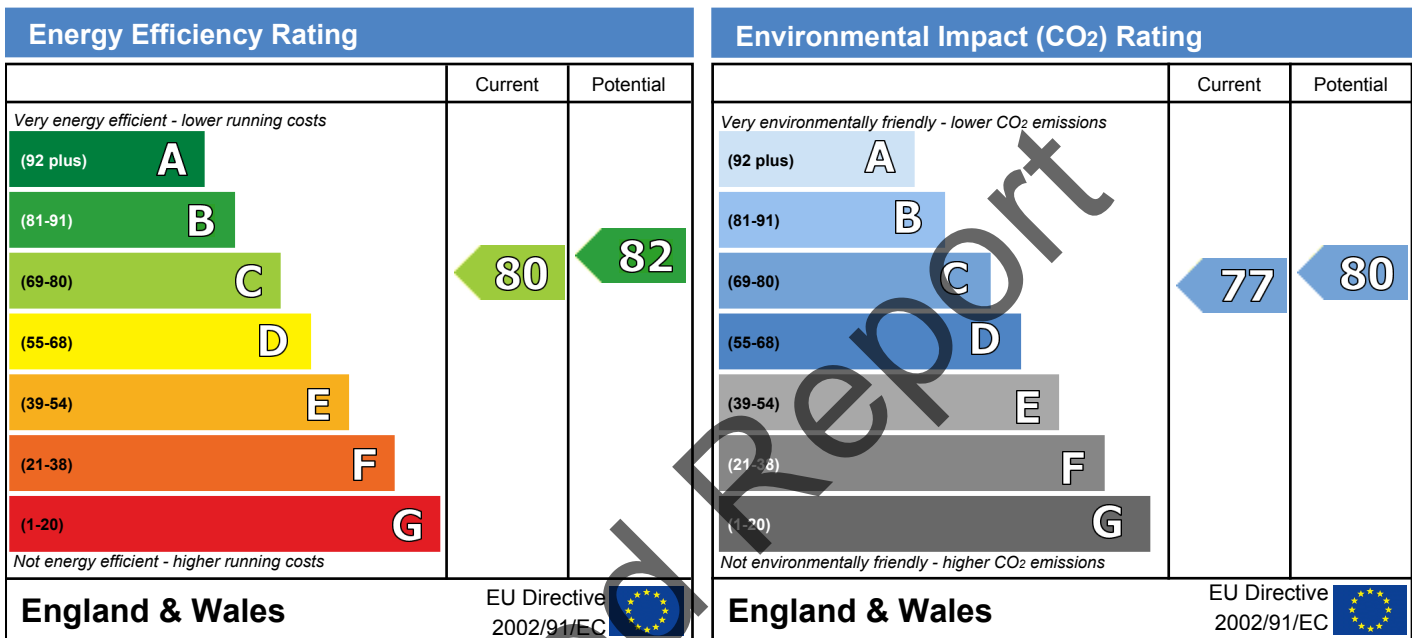 Energy Efficiency Rating
Current Potential
Very energy efficient - lower running costs
(92 plus) A
(81-91) B
(69-80) C
80
82
(55-68) D
(39-54) E
(21-38) F
(1-20) G
Not energy efficient - higher running costs
England & Wales
EU Directive
2002/91/EC
Environmental Impact (CO2) Rating
Current Potential
Very environmentally friendly - lower CO2 emissions
(92 plus) A
(81-91) B
(69-80) C
77
80
(55-68) D
(39-54) E
(21-38) F
(1-20) G
Not environmentally friendly - higher CO2 emissions
England & Wales
EU Directive
2002/91/EC
Report